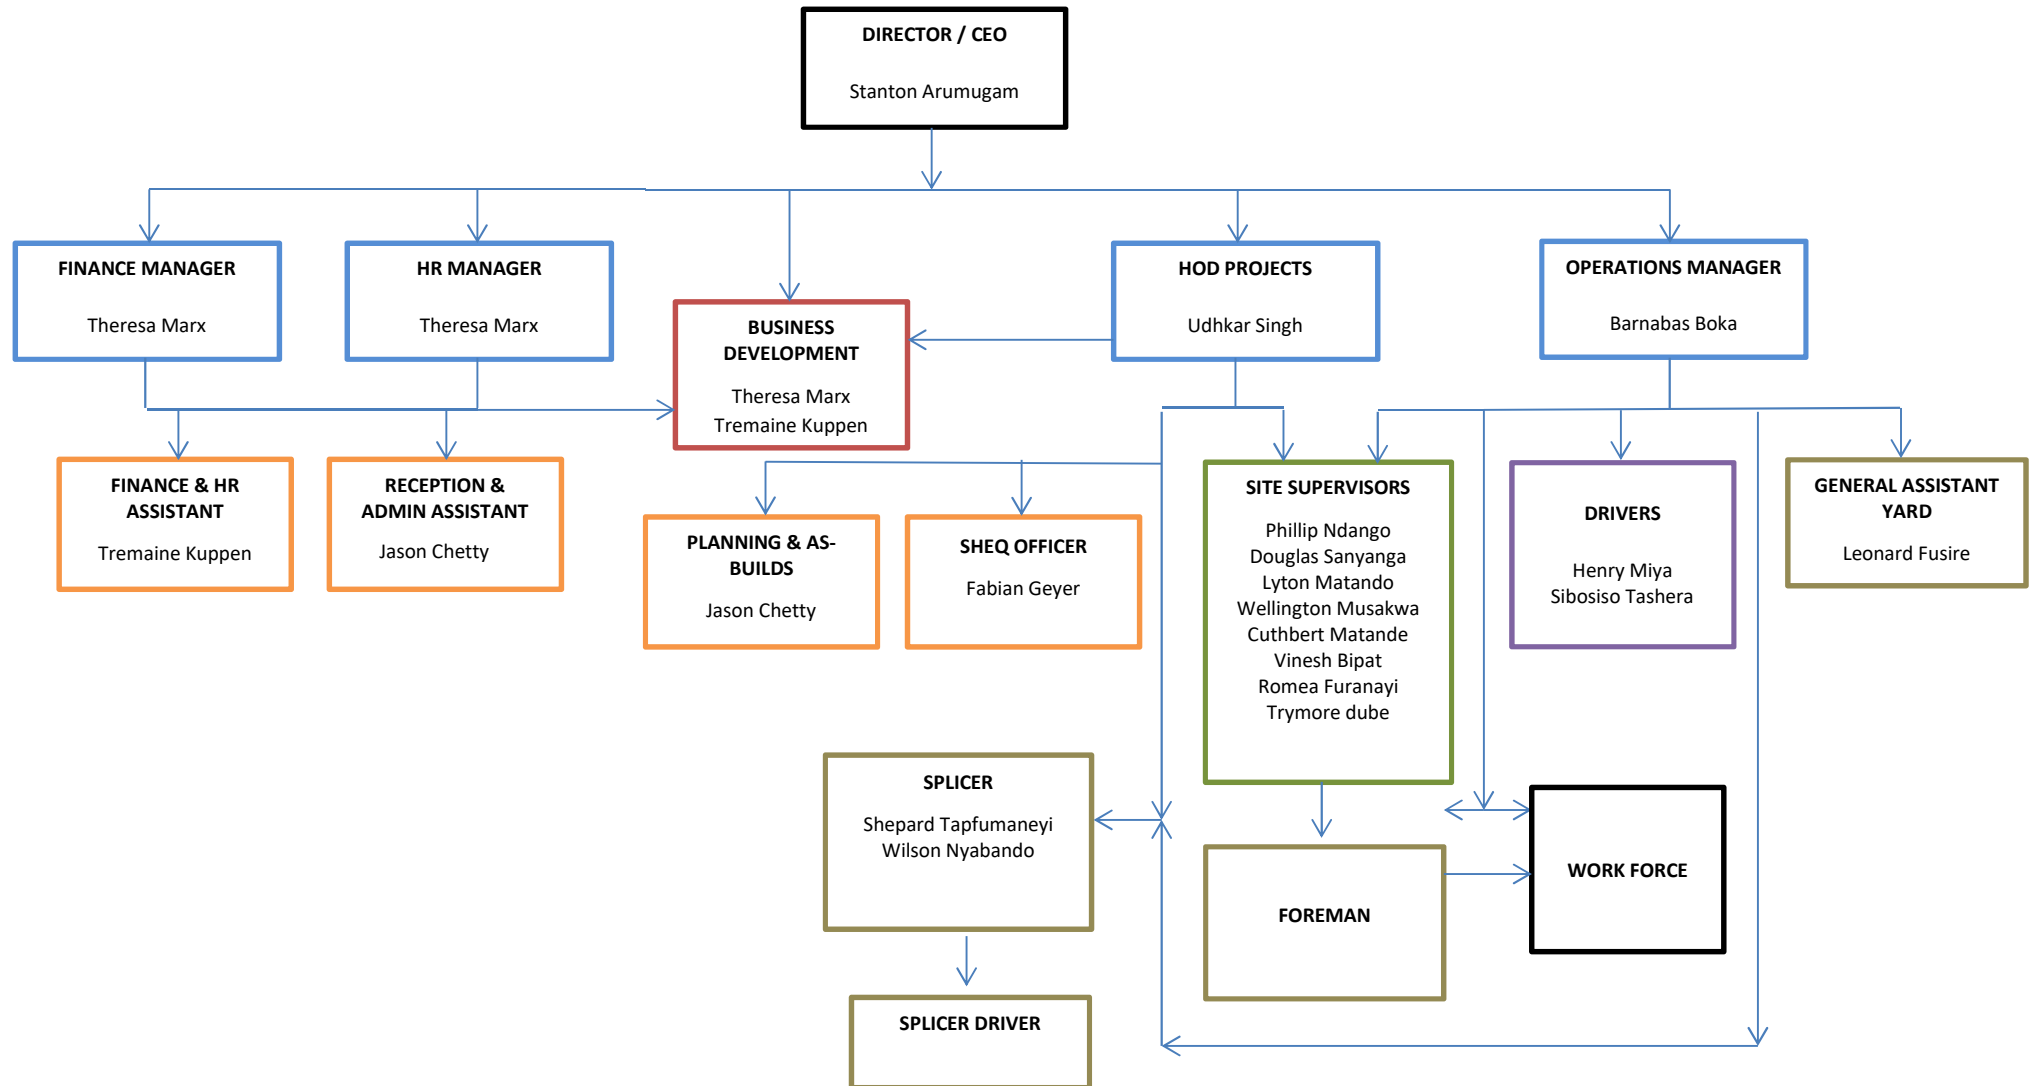 DIRECTOR / CEO
Stanton Arumugam
FINANCE MANAGER
Theresa Marx
HR MANAGER
Theresa Marx
BUSINESS
DEVELOPMENT
Theresa Marx
Tremaine Kuppen
HOD PROJECTS
Udhkar Singh
OPERATIONS MANAGER
Barnabas Boka
FINANCE & HR
ASSISTANT
Tremaine Kuppen
RECEPTION &
ADMIN ASSISTANT
Jason Chetty
PLANNING & AS-
BUILDS
Jason Chetty
SHEQ OFFICER
Fabian Geyer
SITE SUPERVISORS
Phillip Ndango
Douglas Sanyanga
Lyton Matando
Wellington Musakwa
Cuthbert Matande
Vinesh Bipat
Romea Furanayi
Trymore dube
DRIVERS
Henry Miya
Sibosiso Tashera
GENERAL ASSISTANT
YARD
Leonard Fusire
SPLICER
Shepard Tapfumaneyi
Wilson Nyabando
FOREMAN
WORK FORCE
SPLICER DRIVER